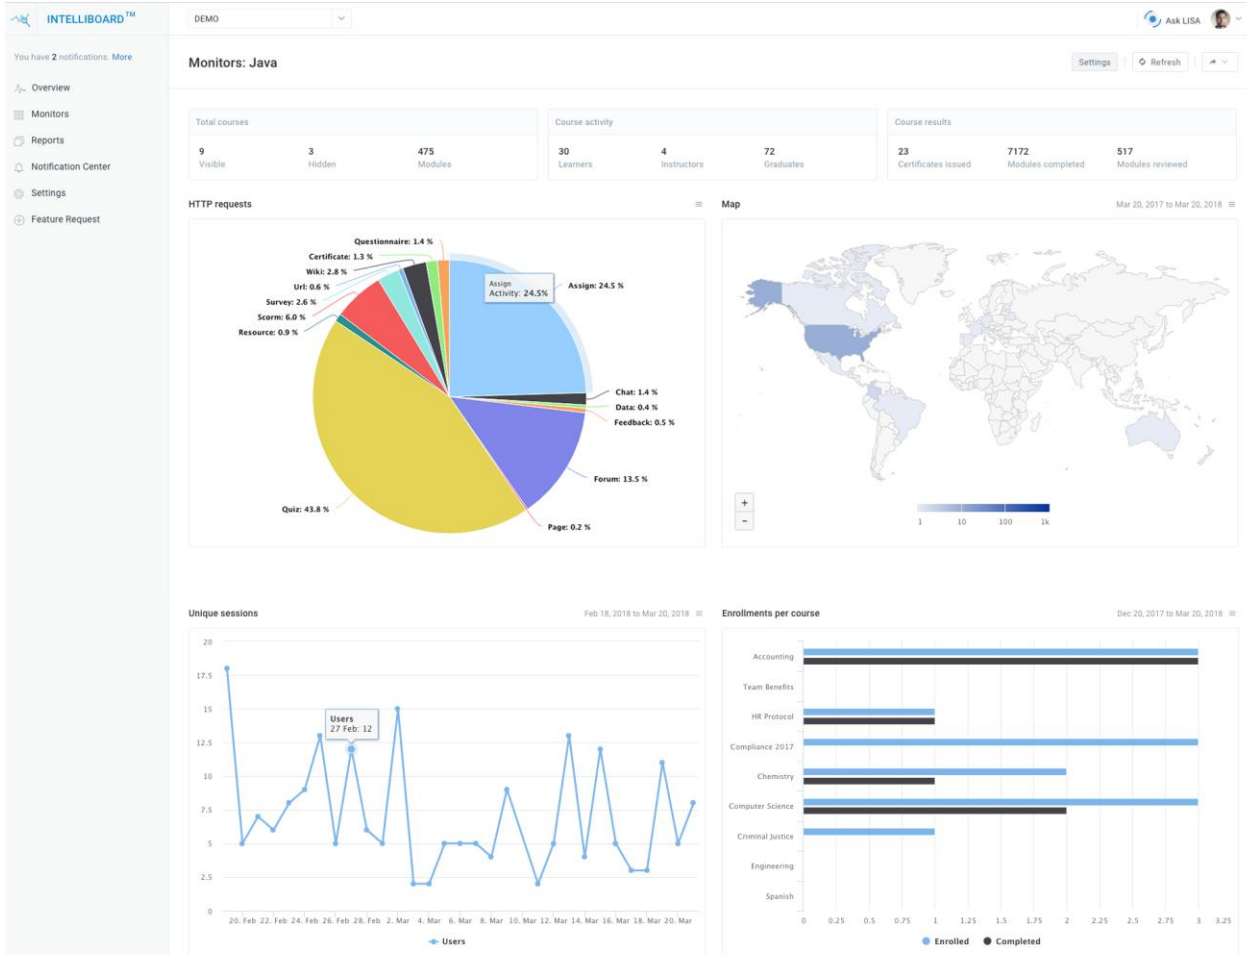 INTELLIBOARD™
DEMO
Ask LISA
You have 2 notifications. More
Overview
Monitors
Reports
Notification Center
Settings
Feature Request
Monitors: Java
Settings
Refresh
Total courses
9 3 475
Visible Hidden Modules
Course activity
30 4 72
Learners Instructors Graduates
Course results
23 7172 517
Certificates issued Modules completed Modules reviewed
HTTP requests
Questionnaire: 1.4 %
Certificate: 1.3 %
Wiki: 2.8 %
Url: 0.6 %
Survey: 2.6 %
Scorm: 6.0 %
Resource: 0.9 %
Assign
Activity: 24.5%
Assign: 24.5 %
Chat: 1.4 %
Data: 0.4 %
Feedback: 0.5 %
Forum: 13.5 %
Quiz: 43.8 %
Page: 0.2 %
Map
Mar 20, 2017 to Mar 20, 2018
+
-
1 10 100 1k
Unique sessions
Feb 18, 2018 to Mar 20, 2018
20
17.5
15
12.5
10
7.5
5
2.5
0
Users
27 Feb: 12
20. Feb 22. Feb 24. Feb 26. Feb 28. Feb 2. Mar 4. Mar 6. Mar 8. Mar 10. Mar 12. Mar 14. Mar 16. Mar 18. Mar 20. Mar
Users
Enrollments per course
Dec 20, 2017 to Mar 20, 2018
Accounting
Team Benefits
HR Protocol
Compliance 2017
Chemistry
Computer Science
Criminal Justice
Engineering
Spanish
0 0.25 0.5 0.75 1 1.25 1.5 1.75 2 2.25 2.5 2.75 3 3.25
Enrolled Completed